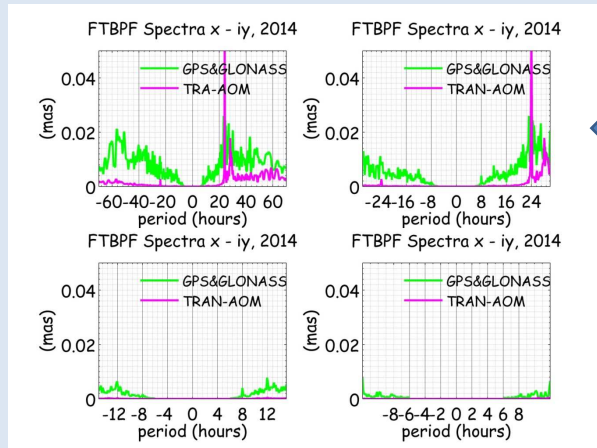 FTBPF Spectra x - iy, 2014
0.04
0.02
0
(mas)
GPS&GLONASS
TRA-AOM
-60-40-20 0 20 40 60
period (hours)
FTBPF Spectra x - iy, 2014
0.04
0.02
0
(mas)
GPS&GLONASS
TRAN-AOM
-24-16 -8 0 8 16 24
period (hours)
FTBPF Spectra x - iy, 2014
0.04
0.02
0
(mas)
GPS&GLONASS
TRAN-AOM
-12 -8 -4 0 4 8 12
period (hours)
FTBPF Spectra x - iy, 2014
0.04
0.02
0
(mas)
GPS&GLONASS
TRAN-AOM
-8-6-4-2 0 2 4 6 8
period (hours)